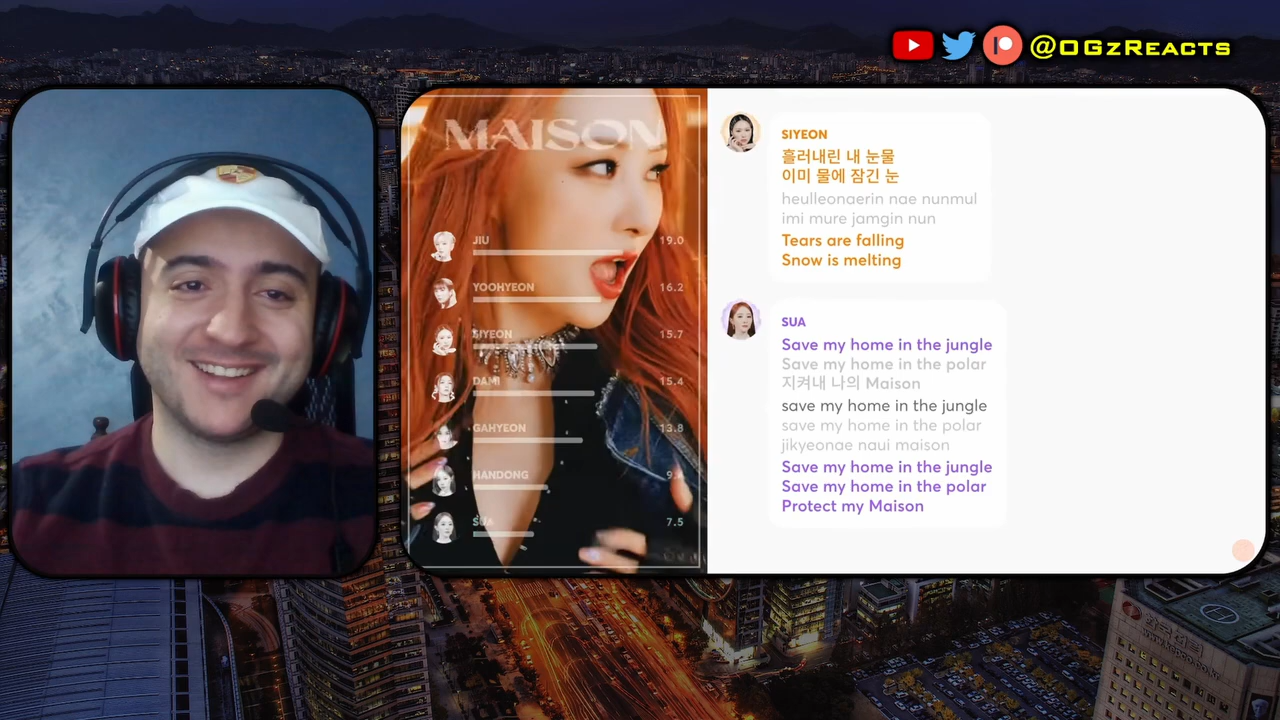 @OGzReacts
MAISON
JIU 19.0
YOOHYEON 16.2
SIYEON 15.7
DAMI 15.4
GAHYEON 13.8
HANDONG
SUA 7.5
SIYEON
흘러내린 내 눈물
이미 물에 잠긴 눈
heulleonaerin nae nunmul
imi mure jamgin nun
Tears are falling
Snow is melting
SUA
Save my home in the jungle
Save my home in the polar
지켜내 나의 Maison
save my home in the jungle
save my home in the polar
jikyeonae naui maison
Save my home in the jungle
Save my home in the polar
Protect my Maison